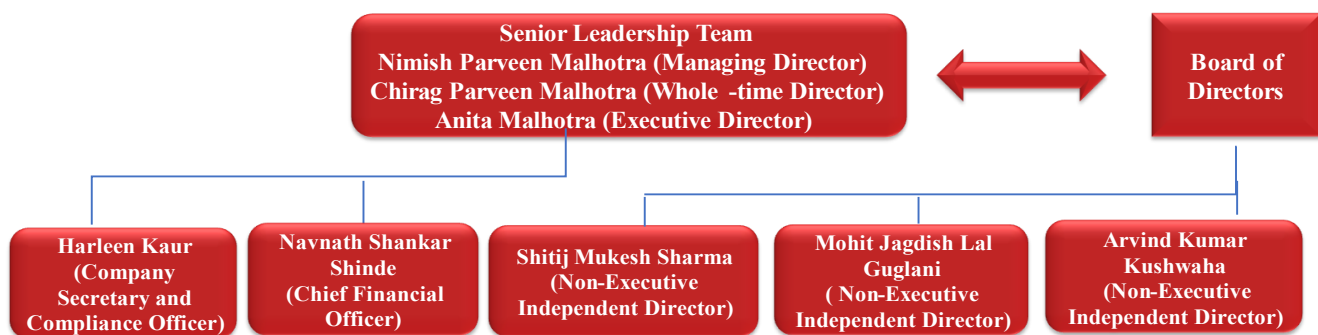 Senior Leadership Team
Nimish Parveen Malhotra (Managing Director)
Chirag Parveen Malhotra (Whole -time Director)
Anita Malhotra (Executive Director)
Board of
Directors
Harleen Kaur
(Company
Secretary and
Compliance Officer)
Navnath Shankar
Shinde
(Chief Financial
Officer)
Shitij Mukesh Sharma
(Non-Executive
Independent Director)
Mohit Jagdish Lal
Guglani
( Non-Executive
Independent Director)
Arvind Kumar
Kushwaha
(Non-Executive
Independent Director)